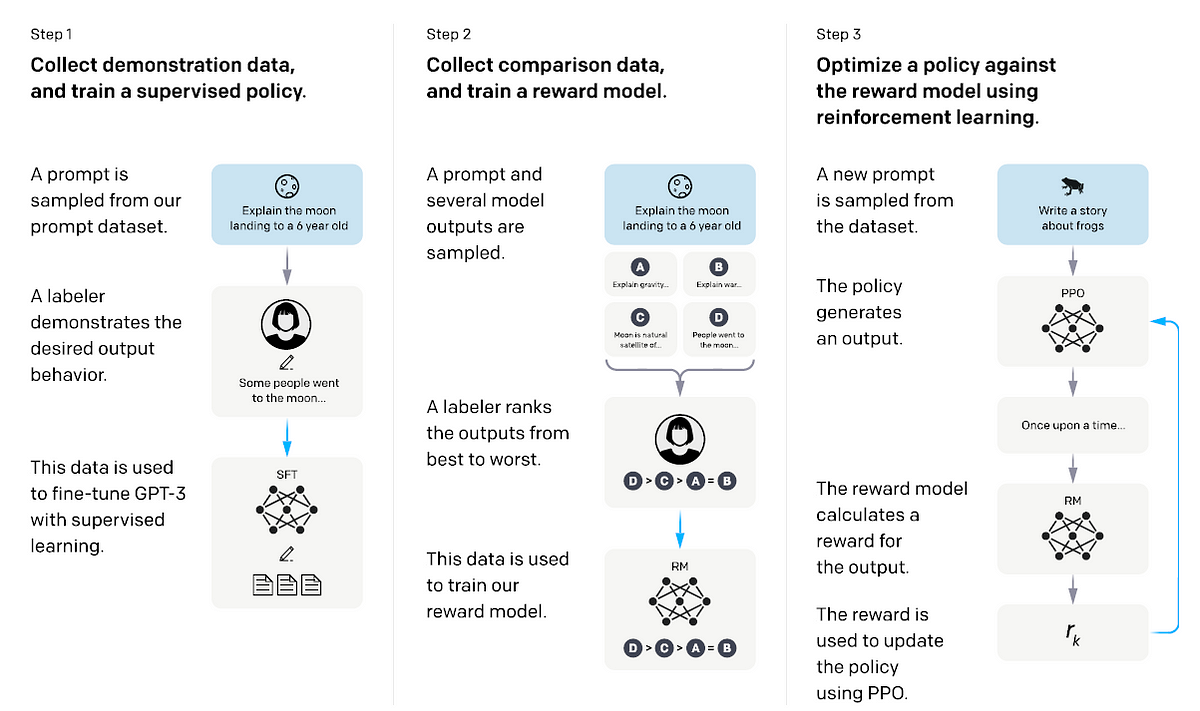 Step 1
Collect demonstration data,
and train a supervised policy.
A prompt is
sampled from our
prompt dataset.
Explain the moon
landing to a 6 year old
A labeler
demonstrates the
desired output
behavior.
Some people went
to the moon...
This data is used
to fine-tune GPT-3
with supervised
learning.
SFT
Step 2
Collect comparison data,
and train a reward model.
A prompt and
several model
outputs are
sampled.
Explain the moon
landing to a 6 year old
A
Explain gravity...
B
Explain war...
C
Moon is natural
satellite of...
D
People went to
the moon...
A labeler ranks
the outputs from
best to worst.
D > C > A = B
This data is used
to train our
reward model.
RM
D > C > A = B
Step 3
Optimize a policy against
the reward model using
reinforcement learning.
A new prompt
is sampled from
the dataset.
Write a story
about frogs
The policy
generates
an output.
PPO
Once upon a time...
The reward model
calculates a
reward for
the output.
RM
The reward is
used to update
the policy
using PPO.
rk